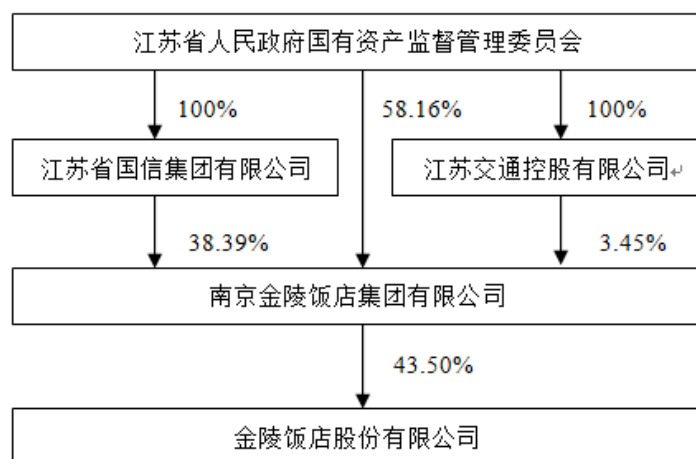 江苏省人民政府国有资产监督管理委员会
100%
58.16%
100%
江苏省国信集团有限公司
江苏交通控股有限公司
38.39%
3.45%
南京金陵饭店集团有限公司
43.50%
金陵饭店股份有限公司